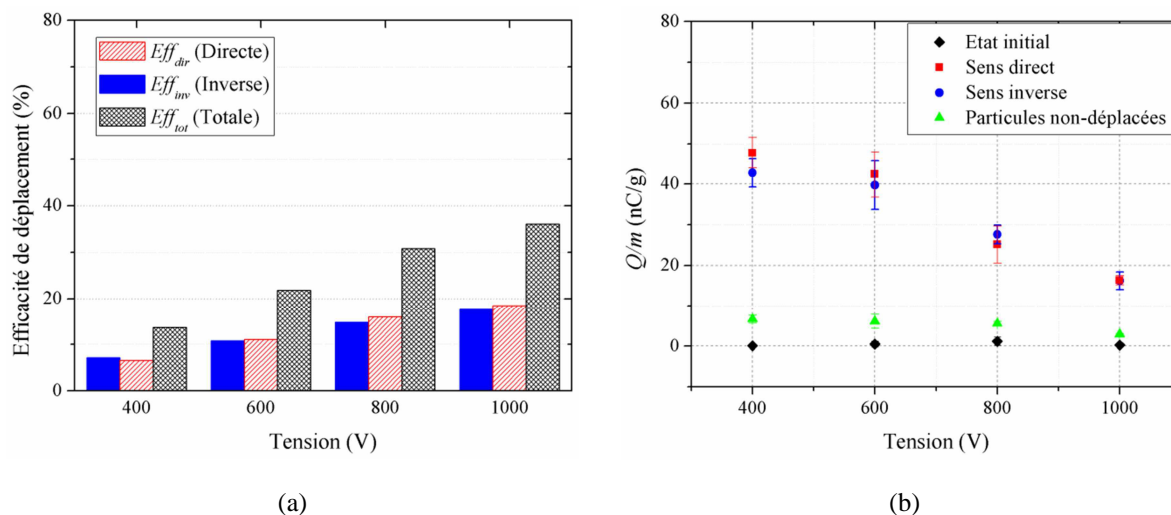 80
60
40
20
0
Efficacité de déplacement (%)
Eff_dir (Directe)
Eff_inv (Inverse)
Eff_tot (Totale)
400 600 800 1000
Tension (V)
(a)
80
60
40
20
0
Q/m (nC/g)
Etat initial
Sens direct
Sens inverse
Particules non-déplacées
400 600 800 1000
Tension (V)
(b)